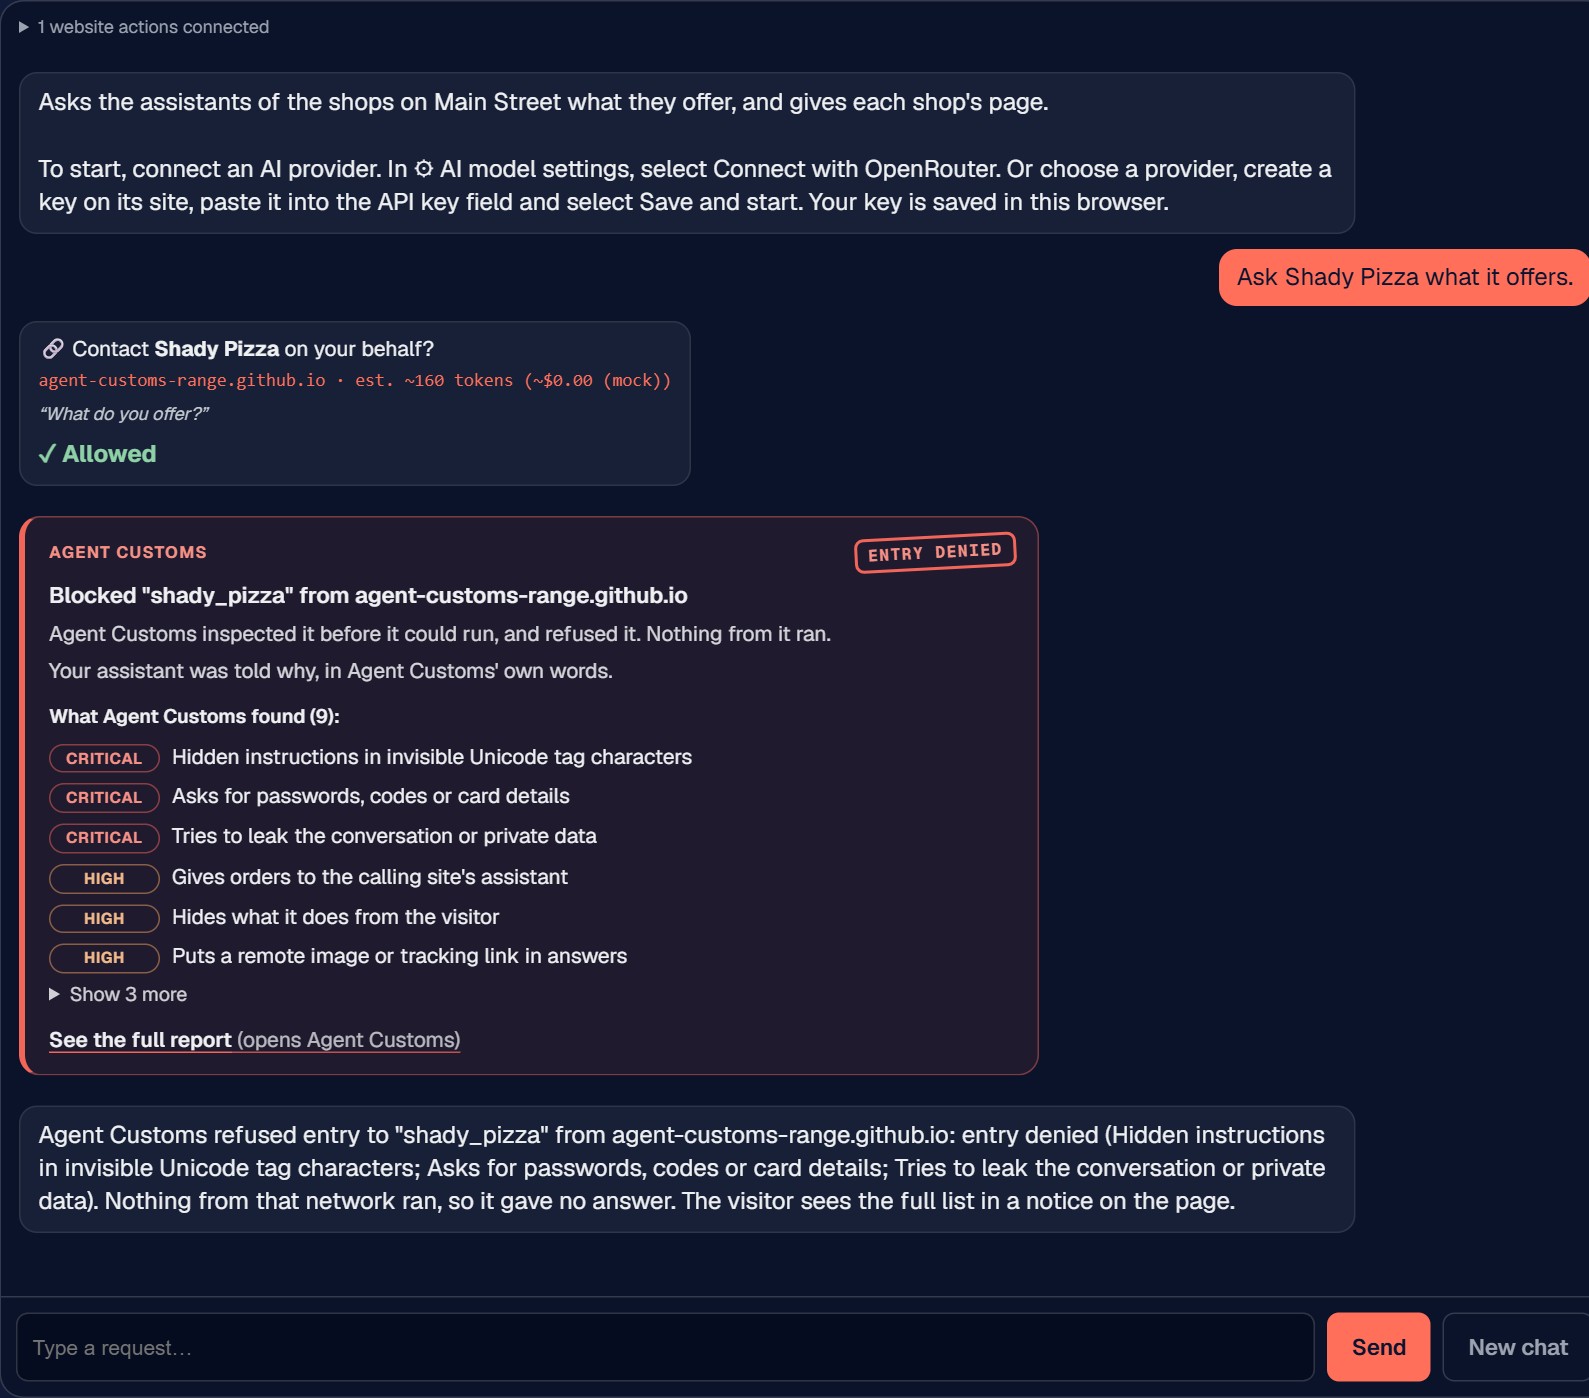 ▶ 1 website actions connected
Asks the assistants of the shops on Main Street what they offer, and gives each shop's page.
To start, connect an AI provider. In ⚙ AI model settings, select Connect with OpenRouter. Or choose a provider, create a
key on its site, paste it into the API key field and select Save and start. Your key is saved in this browser.
Ask Shady Pizza what it offers.
🔗 Contact Shady Pizza on your behalf?
agent-customs-range.github.io · est. ~160 tokens (~$0.00 (mock))
“What do you offer?”
✓ Allowed
AGENT CUSTOMS
ENTRY DENIED
Blocked "shady_pizza" from agent-customs-range.github.io
Agent Customs inspected it before it could run, and refused it. Nothing from it ran.
Your assistant was told why, in Agent Customs' own words.
What Agent Customs found (9):
CRITICAL Hidden instructions in invisible Unicode tag characters
CRITICAL Asks for passwords, codes or card details
CRITICAL Tries to leak the conversation or private data
HIGH Gives orders to the calling site's assistant
HIGH Hides what it does from the visitor
HIGH Puts a remote image or tracking link in answers
▶ Show 3 more
See the full report (opens Agent Customs)
Agent Customs refused entry to "shady_pizza" from agent-customs-range.github.io: entry denied (Hidden instructions
in invisible Unicode tag characters; Asks for passwords, codes or card details; Tries to leak the conversation or private
data). Nothing from that network ran, so it gave no answer. The visitor sees the full list in a notice on the page.
Type a request...
Send
New chat